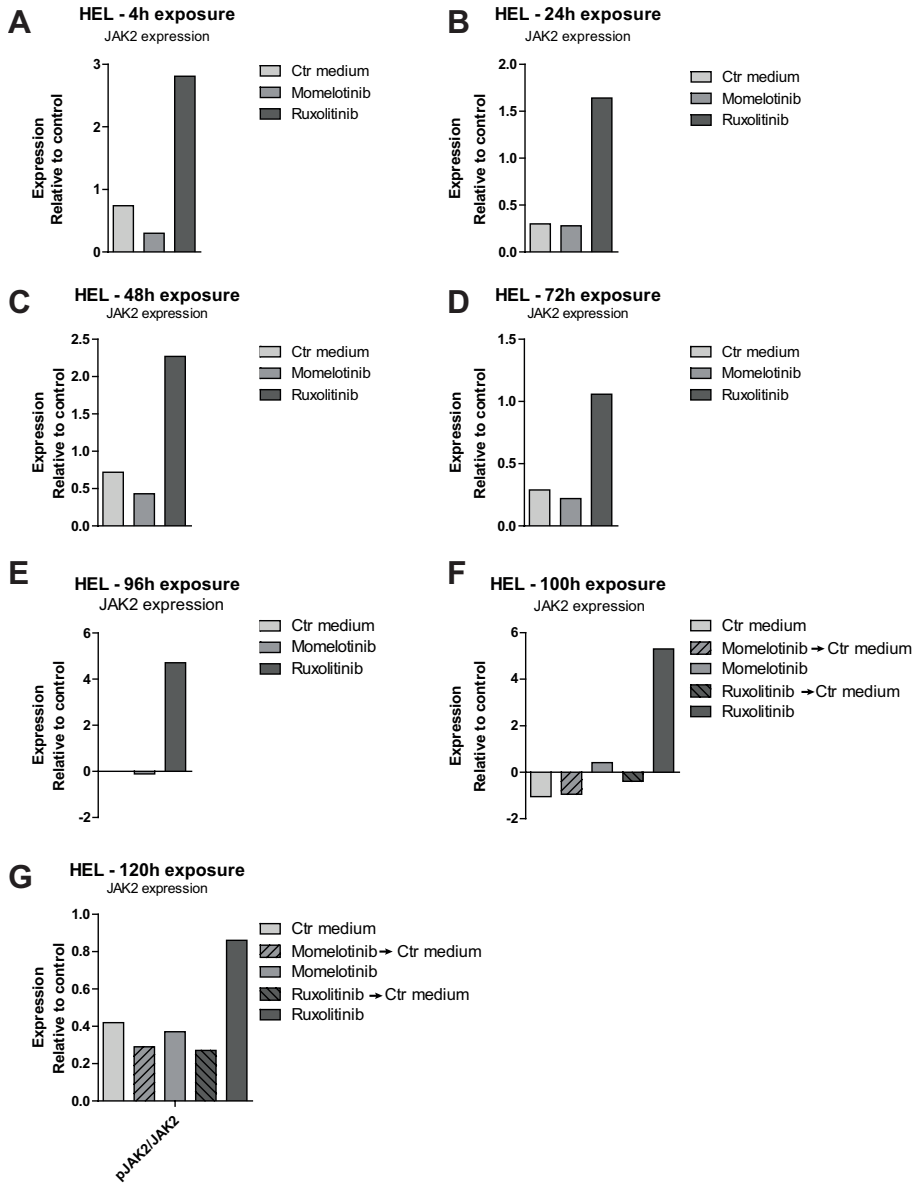 A
HEL - 4h exposure
JAK2 expression
Expression
Relative to control
3
2
1
0
Ctr medium
Momelotinib
Ruxolitinib
B
HEL - 24h exposure
JAK2 expression
Expression
Relative to control
2.0
1.5
1.0
0.5
0.0
Ctr medium
Momelotinib
Ruxolitinib
C
HEL - 48h exposure
JAK2 expression
Expression
Relative to control
2.5
2.0
1.5
1.0
0.5
0.0
Ctr medium
Momelotinib
Ruxolitinib
D
HEL - 72h exposure
JAK2 expression
Expression
Relative to control
1.5
1.0
0.5
0.0
Ctr medium
Momelotinib
Ruxolitinib
E
HEL - 96h exposure
JAK2 expression
Expression
Relative to control
6
4
2
0
-2
Ctr medium
Momelotinib
Ruxolitinib
F
HEL - 100h exposure
JAK2 expression
Expression
Relative to control
6
4
2
0
-2
Ctr medium
Momelotinib → Ctr medium
Momelotinib
Ruxolitinib → Ctr medium
Ruxolitinib
G
HEL - 120h exposure
JAK2 expression
Expression
Relative to control
1.0
0.8
0.6
0.4
0.2
0.0
pJAK2/JAK2
Ctr medium
Momelotinib → Ctr medium
Momelotinib
Ruxolitinib → Ctr medium
Ruxolitinib